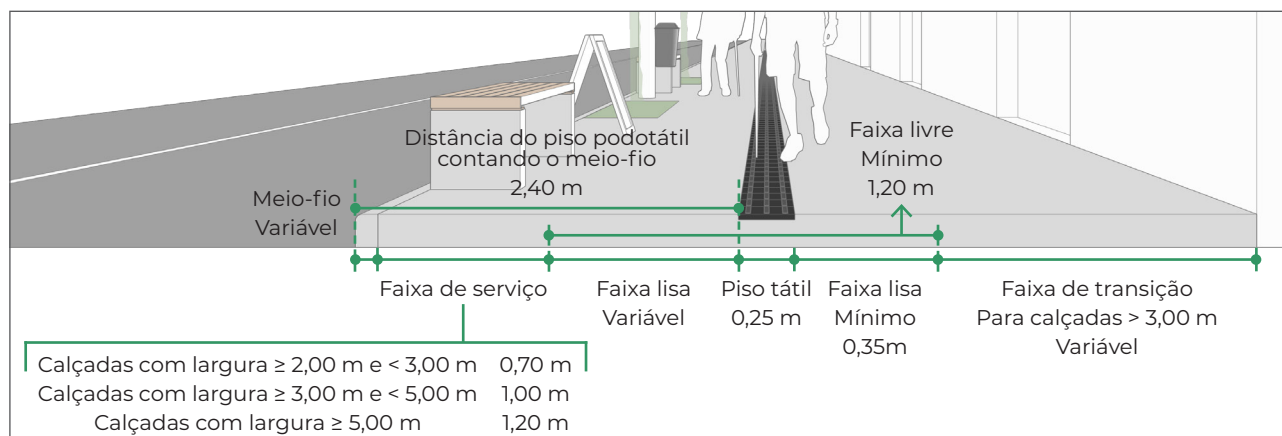 Distância do piso podotátil
contando o meio-fio
2,40 m
Faixa livre
Mínimo
1,20 m
Meio-fio
Variável
Faixa de serviço
Faixa lisa
Variável
Piso tátil
0,25 m
Faixa lisa
Mínimo
0,35m
Faixa de transição
Para calçadas > 3,00 m
Variável
Calçadas com largura ≥ 2,00 m e < 3,00 m 0,70 m
Calçadas com largura ≥ 3,00 m e < 5,00 m 1,00 m
Calçadas com largura ≥ 5,00 m 1,20 m